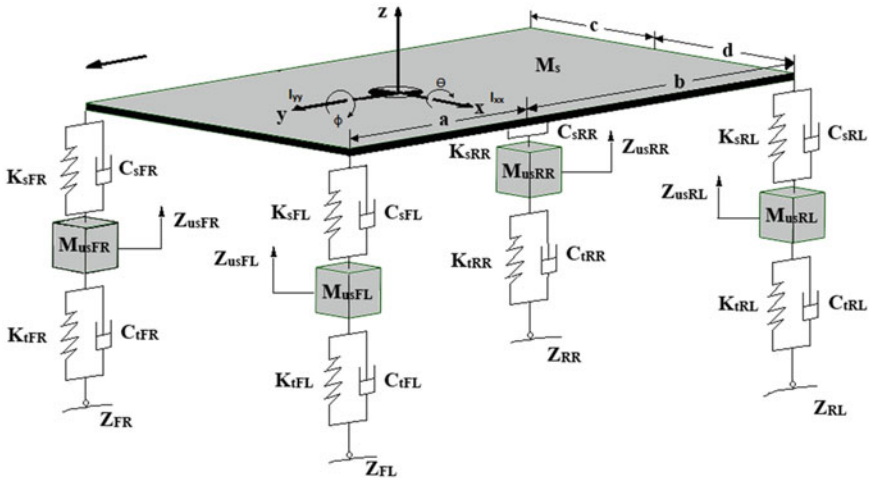 z
c
d
Ms
b
Iyy
Θ
Ixx
y
ϕ
x
a
KsFR
CsFR
MusFR
ZusFR
KtFR
CtFR
ZFR
KsFL
CsFL
ZusFL
MusFL
KtFL
CtFL
ZFL
KsRR
CsRR
MusRR
ZusRR
KtRR
CtRR
ZRR
KsRL
CsRL
ZusRL
MusRL
KtRL
CtRL
ZRL